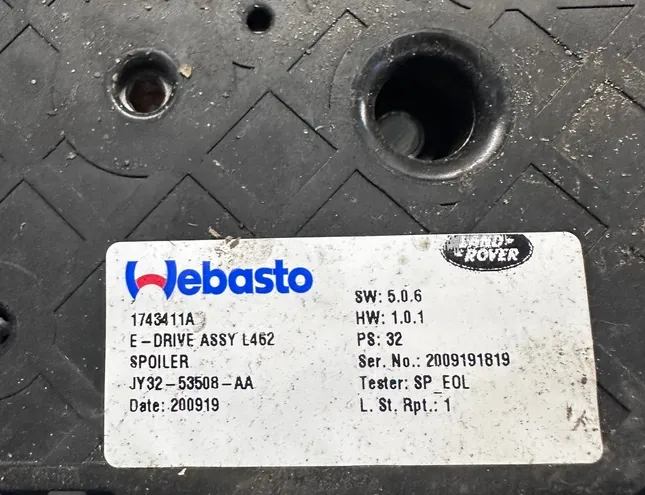 Webasto
1743411A
E-DRIVE ASSY L462
SPOILER
JY32-53508-AA
Date: 200919
LAND-
ROVER
SW: 5.0.6
HW: 1.0.1
PS: 32
Ser. No.: 2009191819
Tester: SP_EOL
L. St. Rpt.: 1